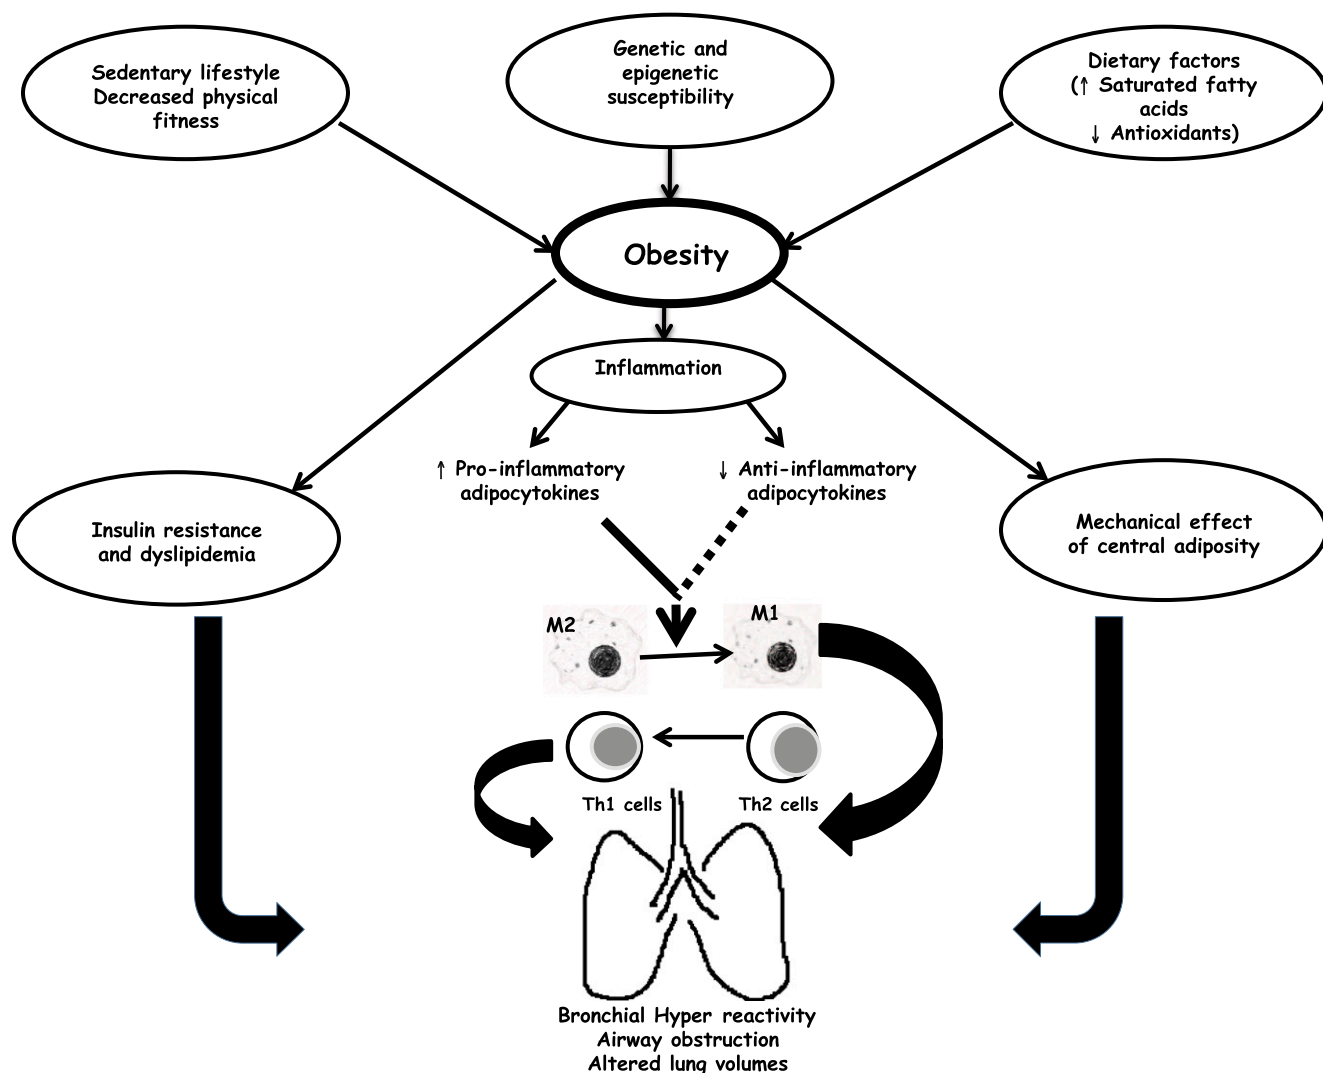 Sedentary lifestyle
Decreased physical
fitness
Genetic and
epigenetic
susceptibility
Dietary factors
(↑ Saturated fatty
acids
↓ Antioxidants)
Obesity
Inflammation
↑ Pro-inflammatory
adipocytokines
↓ Anti-inflammatory
adipocytokines
Insulin resistance
and dyslipidemia
Mechanical effect
of central adiposity
M2
M1
Th1 cells
Th2 cells
Bronchial Hyper reactivity
Airway obstruction
Altered lung volumes